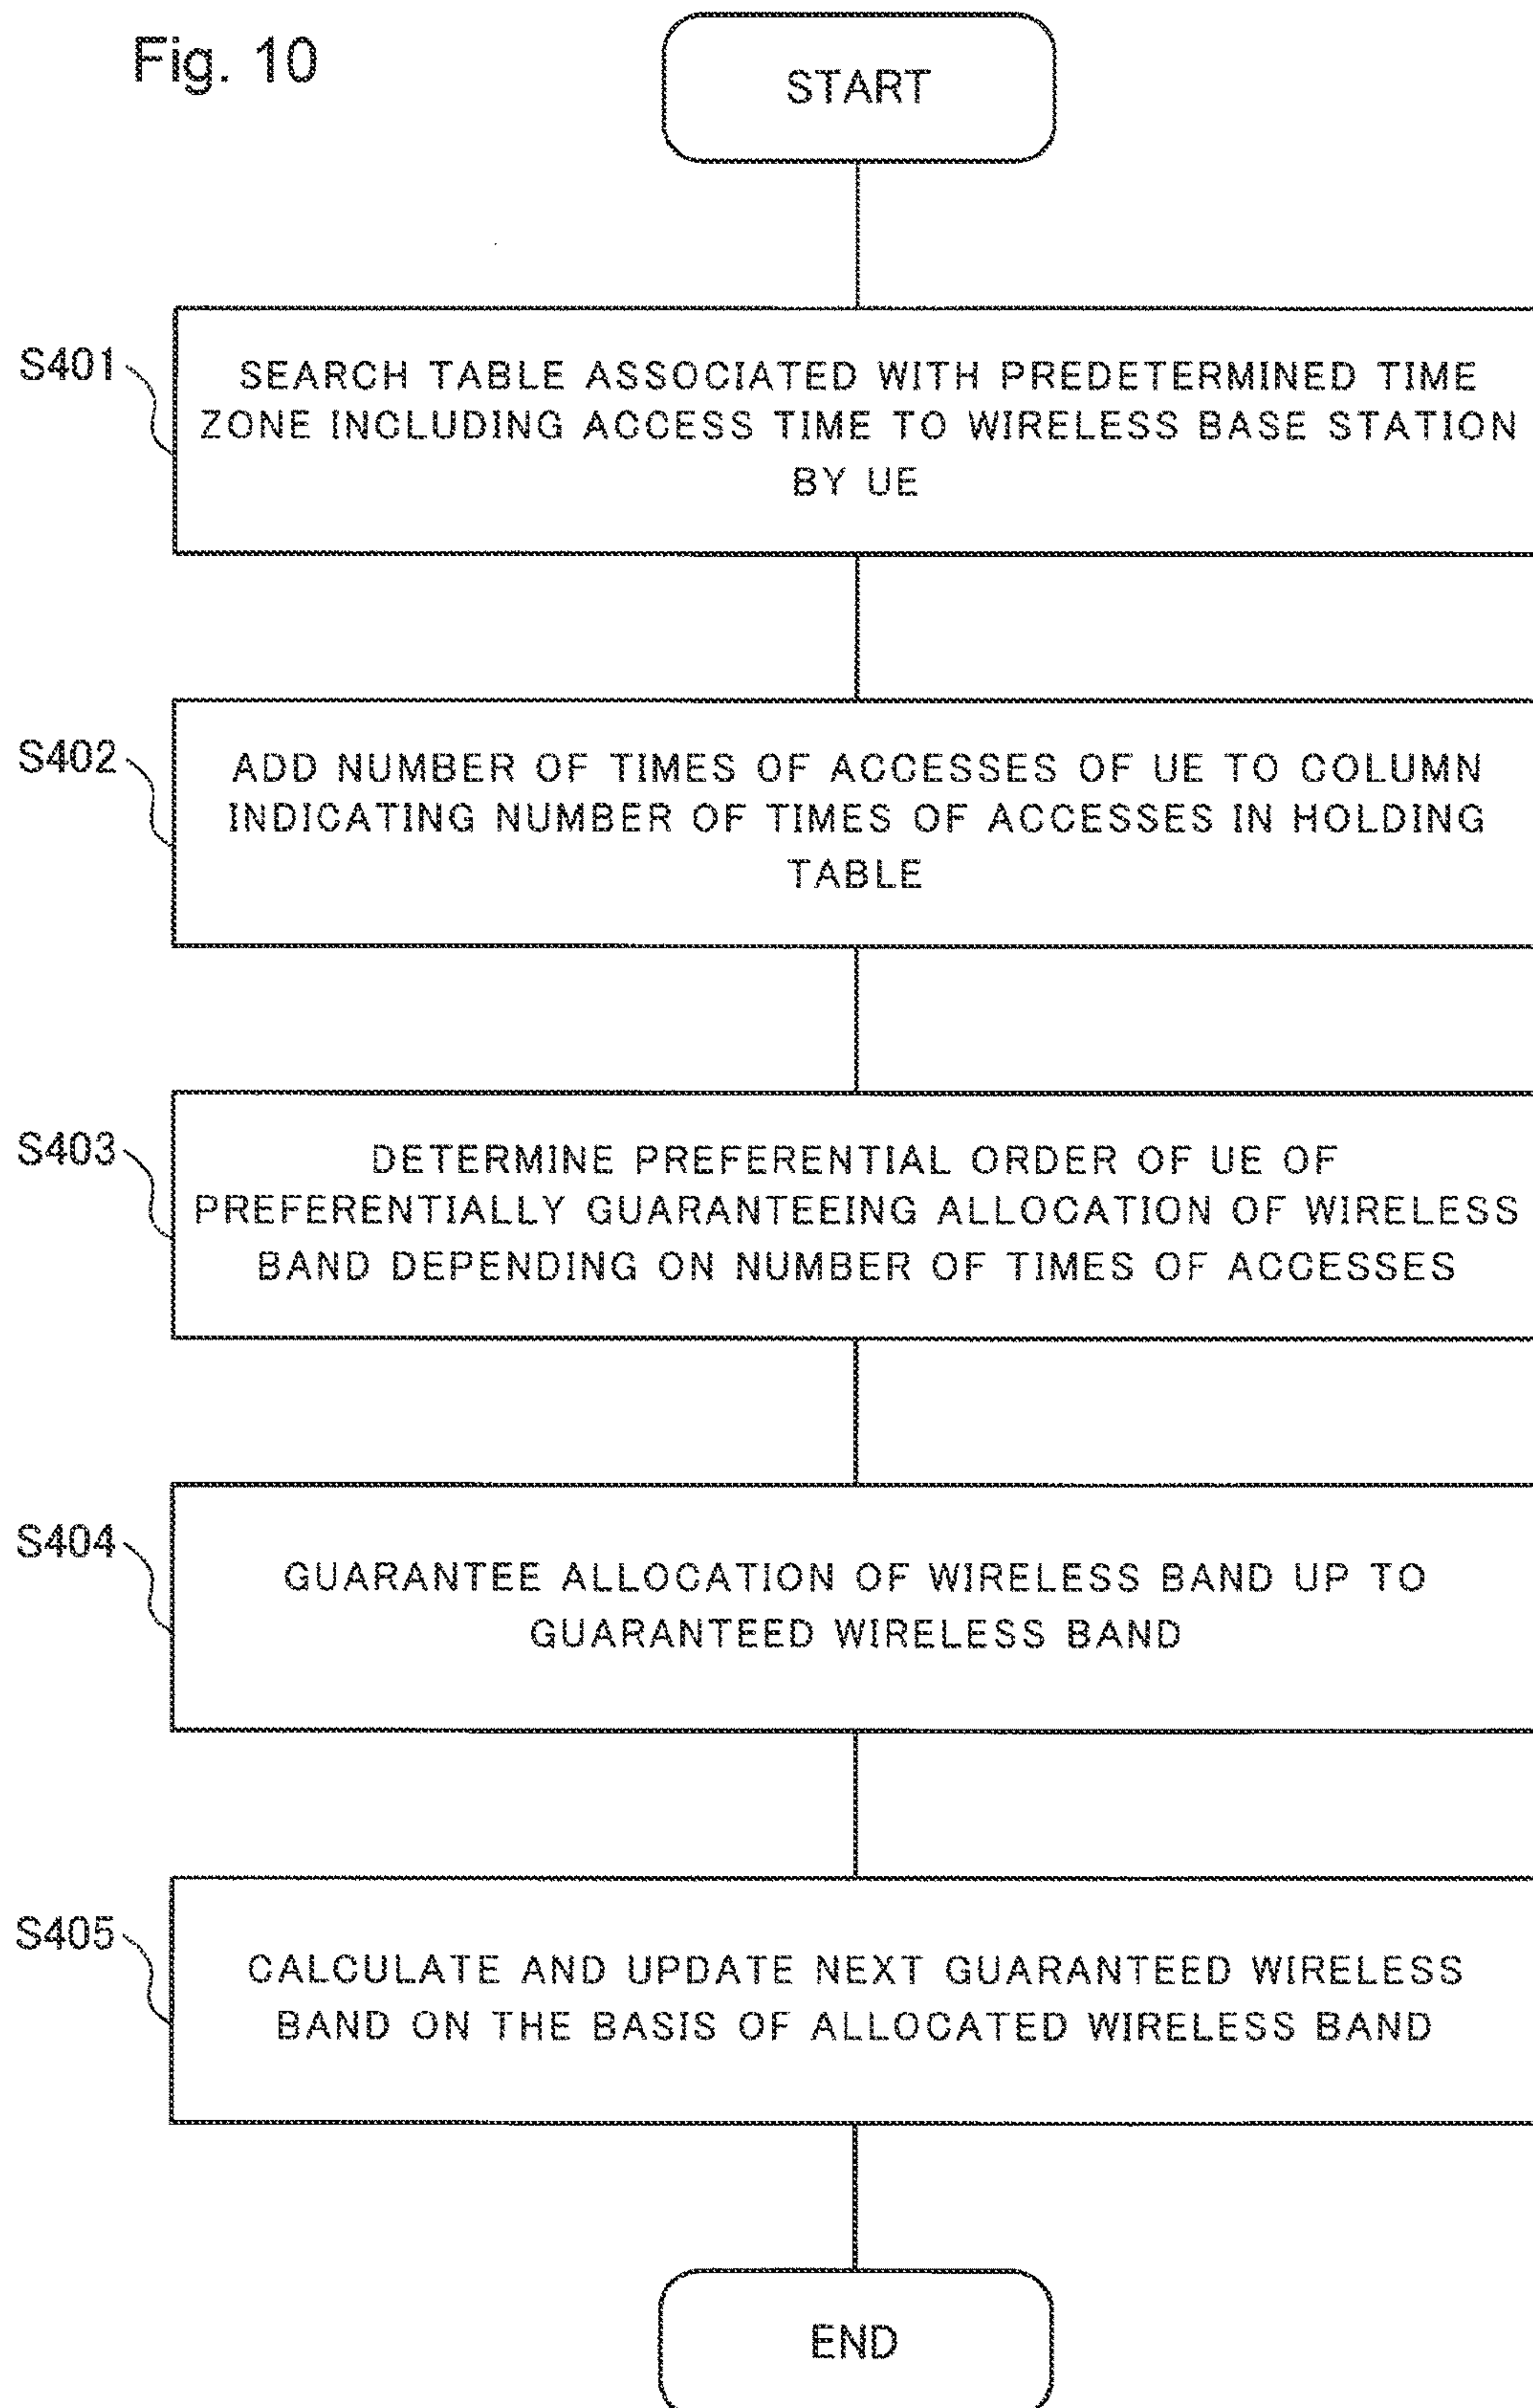 Fig. 10
START
S401
SEARCH TABLE ASSOCIATED WITH PREDETERMINED TIME
ZONE INCLUDING ACCESS TIME TO WIRELESS BASE STATION
BY UE
S402
ADD NUMBER OF TIMES OF ACCESSES OF UE TO COLUMN
INDICATING NUMBER OF TIMES OF ACCESSES IN HOLDING
TABLE
S403
DETERMINE PREFERENTIAL ORDER OF UE OF
PREFERENTIALLY GUARANTEEING ALLOCATION OF WIRELESS
BAND DEPENDING ON NUMBER OF TIMES OF ACCESSES
S404
GUARANTEE ALLOCATION OF WIRELESS BAND UP TO
GUARANTEED WIRELESS BAND
S405
CALCULATE AND UPDATE NEXT GUARANTEED WIRELESS
BAND ON THE BASIS OF ALLOCATED WIRELESS BAND
END